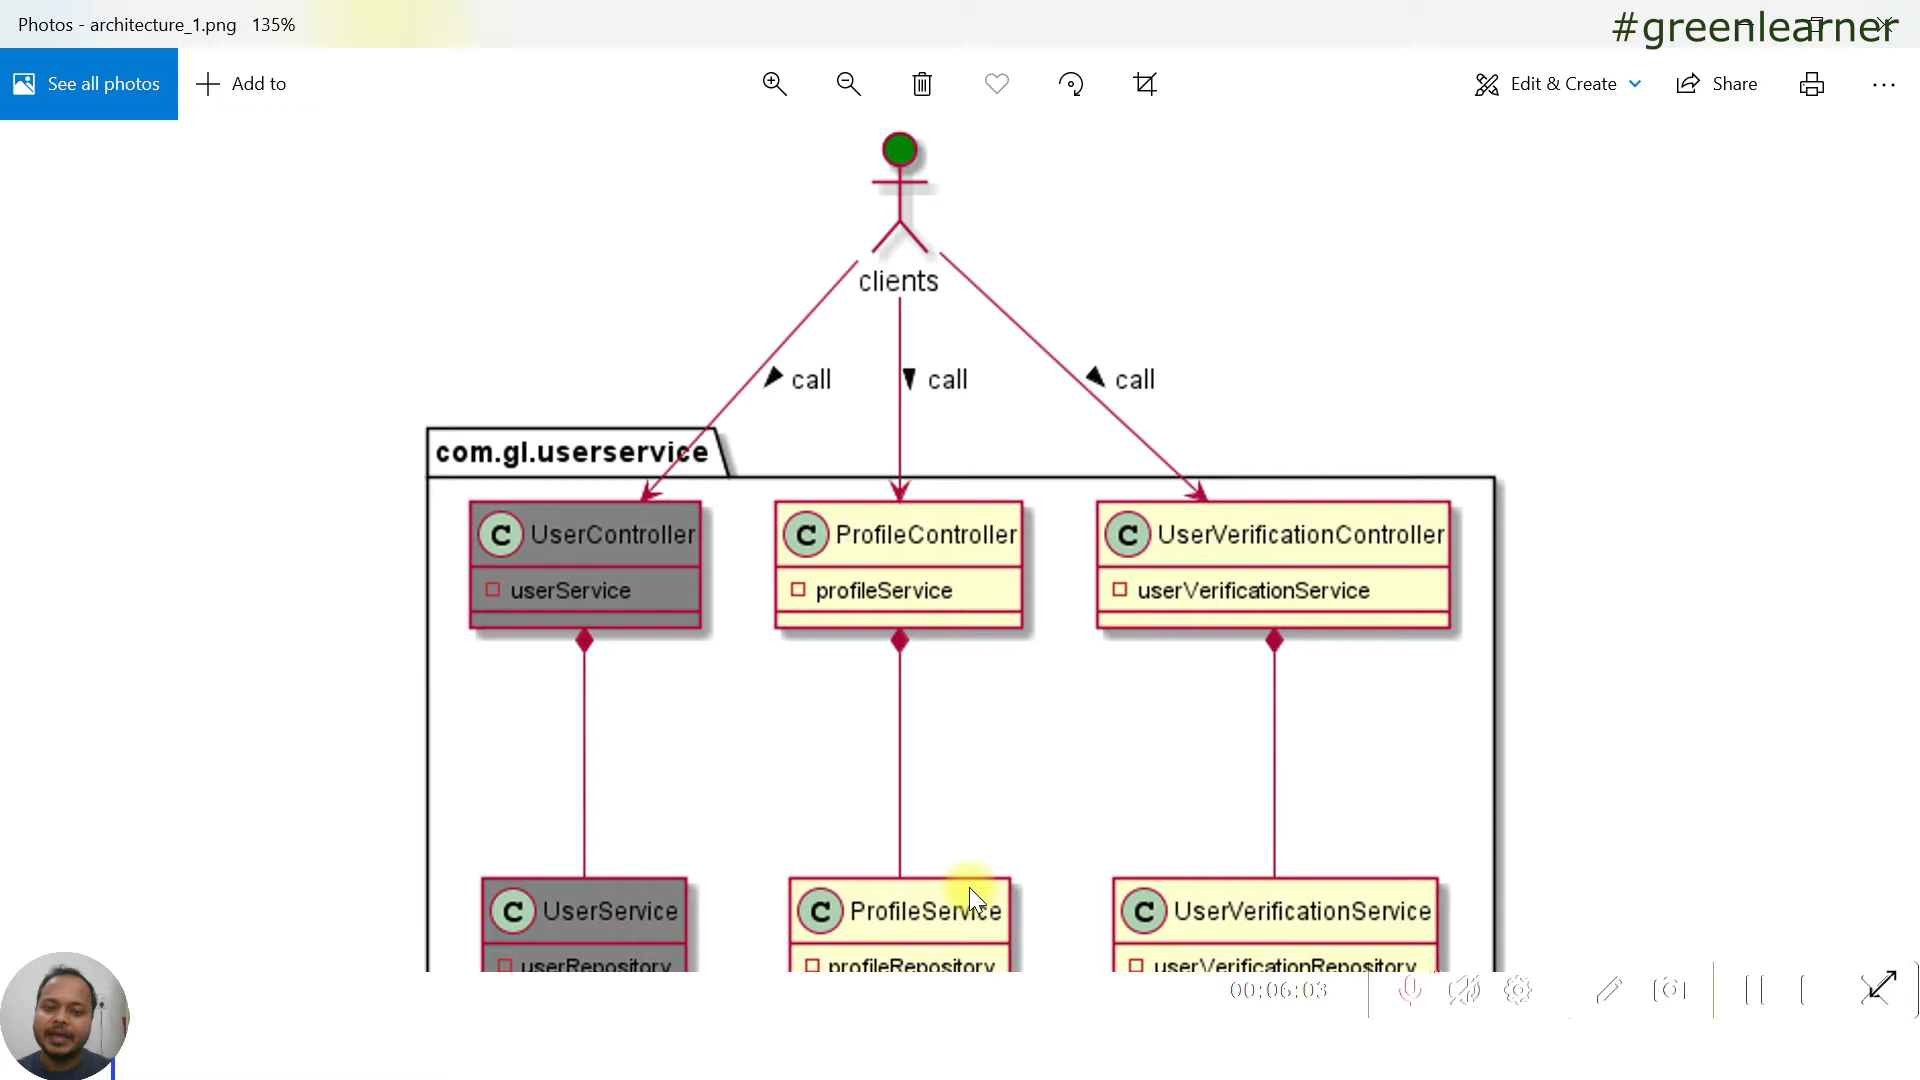 Photos - architecture_1.png 135%
#greenlearner
See all photos
Add to
Edit & Create
Share
clients
call
call
call
com.gl.userservice
C UserController
C ProfileController
C UserVerificationController
userService
profileService
userVerificationService
C UserService
C ProfileService
C UserVerificationService
userRepository
profileRepository
userVerificationRepository
00:06:03